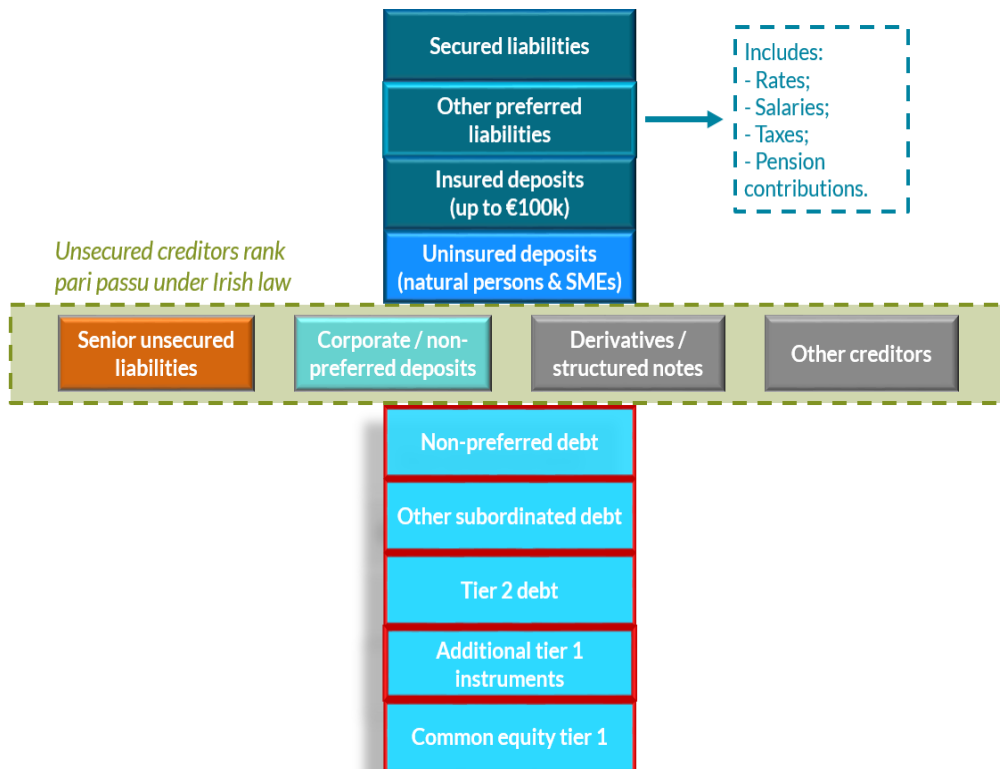 Secured liabilities
Other preferred
liabilities
Includes:
- Rates;
- Salaries;
- Taxes;
- Pension
contributions.
Insured deposits
(up to €100k)
Uninsured deposits
(natural persons & SMEs)
Unsecured creditors rank
pari passu under Irish law
Senior unsecured
liabilities
Corporate / non-
preferred deposits
Derivatives /
structured notes
Other creditors
Non-preferred debt
Other subordinated debt
Tier 2 debt
Additional tier 1
instruments
Common equity tier 1